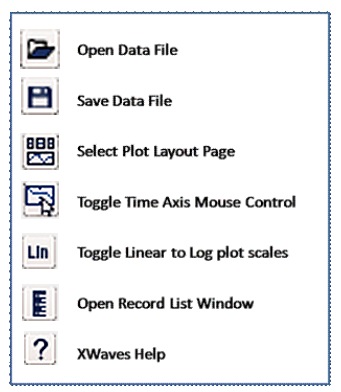 Open Data File
Save Data File
888
Select Plot Layout Page
Toggle Time Axis Mouse Control
Lin Toggle Linear to Log plot scales
Open Record List Window
? XWaves Help